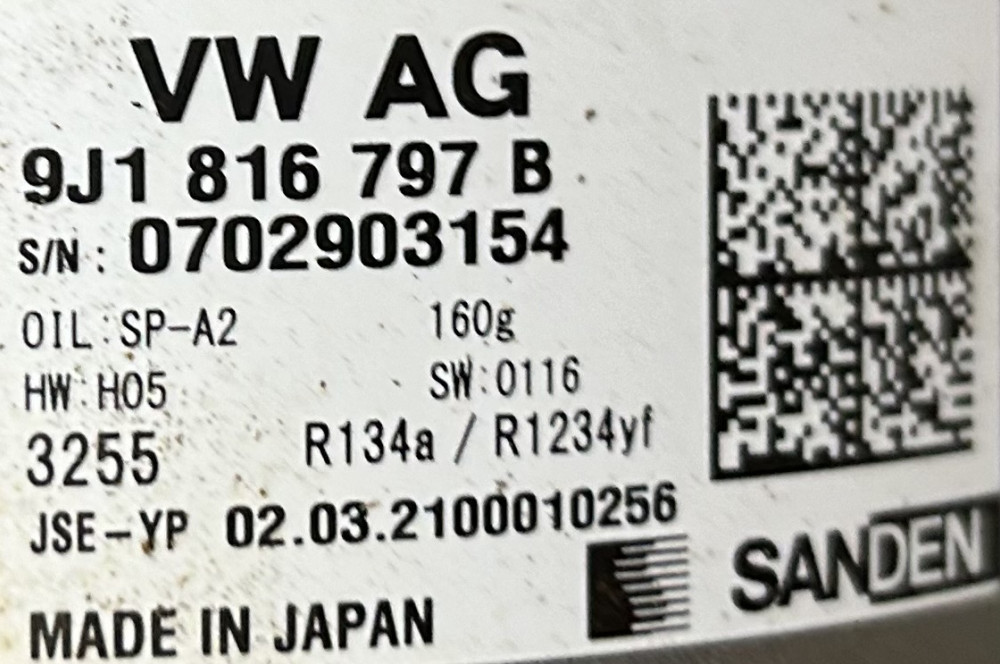 VW AG
9J1 816 797 B
S/N: 0702903154
OIL:SP-A2 160g
HW:H05 SW:0116
3255 R134a / R1234yf
JSE-YP 02.03.2100010256
SANDEN
MADE IN JAPAN